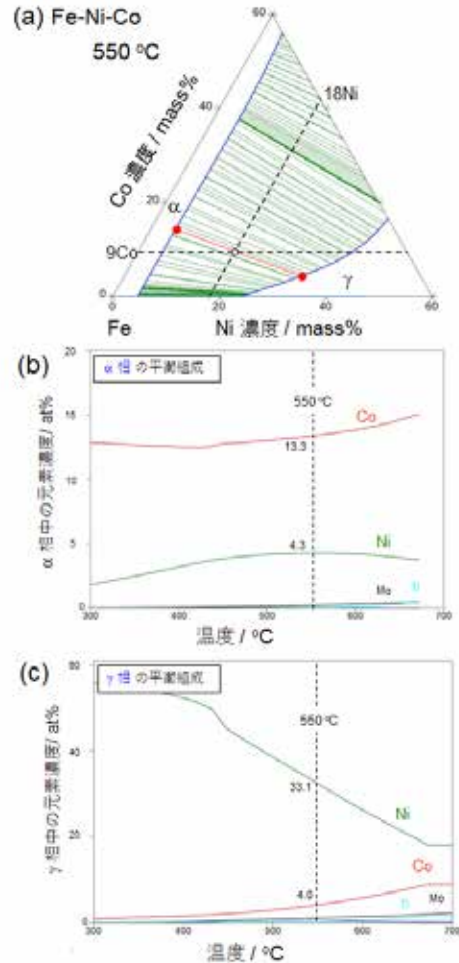 (a) Fe-Ni-Co
550 ℃
60
40
20
0
Co 濃度 / mass%
18Ni
9Co
α
γ
0
20
40
60
Fe
Ni 濃度 / mass%
(b)
α 相 の平衡組成
20
15
10
5
0
α 相中の元素濃度/ at%
550 ℃
Co
13.3
Ni
4.3
Mo
Ti
300
400
500
600
700
温度 / ℃
(c)
γ 相 の平衡組成
60
40
20
0
γ 相中の元素濃度/ at%
550 ℃
33.1
Ni
Co
4.0
Ti
Mo
300
400
500
600
700
温度 / ℃